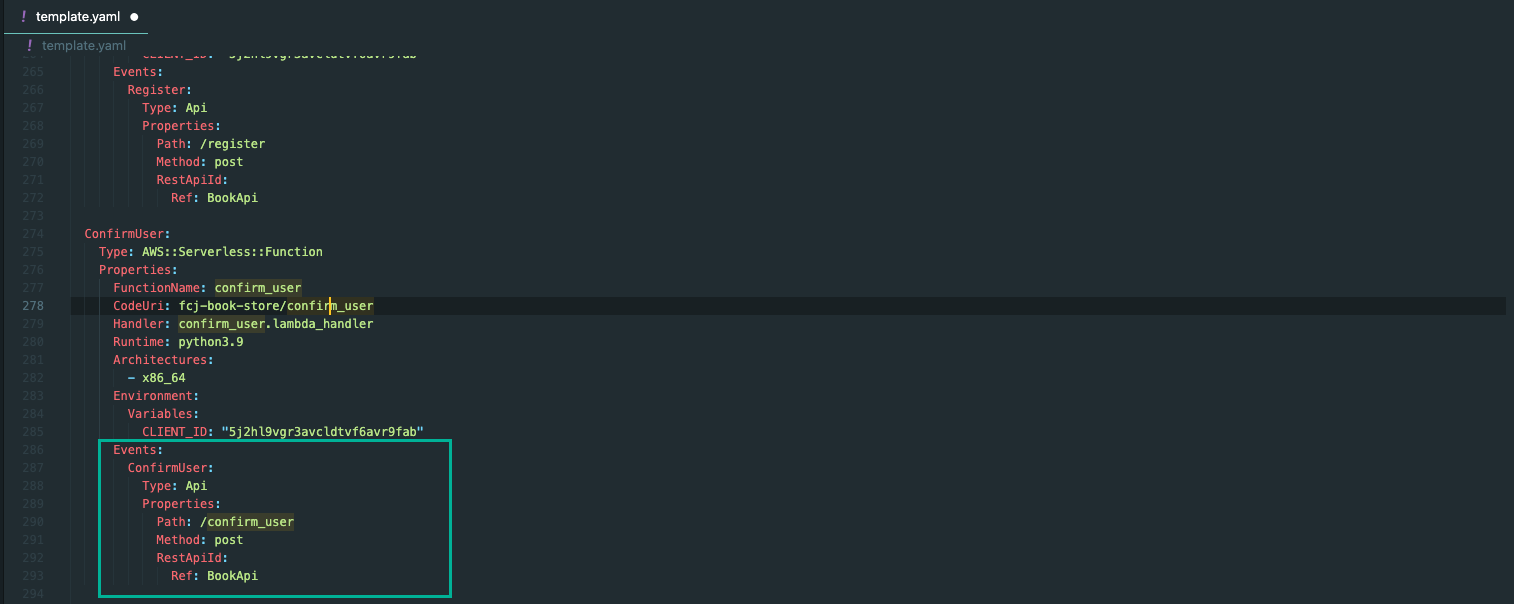 ! template.yaml ●
! template.yaml
265 Events:
266 Register:
267 Type: Api
268 Properties:
269 Path: /register
270 Method: post
271 RestApiId:
272 Ref: BookApi
273
274 ConfirmUser:
275 Type: AWS::Serverless::Function
276 Properties:
277 FunctionName: confirm_user
278 CodeUri: fcj-book-store/confirm_user
279 Handler: confirm_user.lambda_handler
280 Runtime: python3.9
281 Architectures:
282 - x86_64
283 Environment:
284 Variables:
285 CLIENT_ID: "5j2hl9vgr3avcldtvf6avr9fab"
286 Events:
287 ConfirmUser:
288 Type: Api
289 Properties:
290 Path: /confirm_user
291 Method: post
292 RestApiId:
293 Ref: BookApi
294